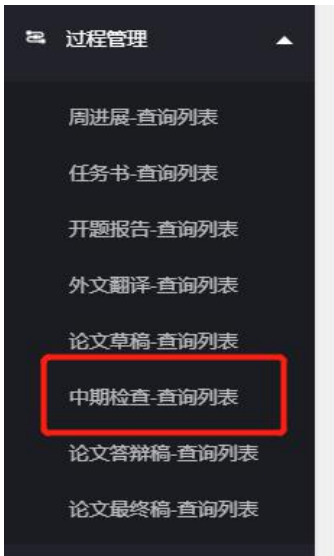 过程管理
周进展-查询列表
任务书-查询列表
开题报告-查询列表
外文翻译-查询列表
论文草稿-查询列表
中期检查-查询列表
论文答辩稿-查询列表
论文最终稿-查询列表